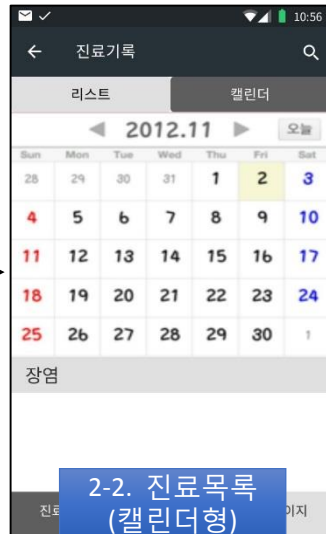 10:56
진료기록
리스트 캘린더
2012.11 오늘
Sun Mon Tue Wed Thu Fri Sat
28 29 30 31 1 2 3
4 5 6 7 8 9 10
11 12 13 14 15 16 17
18 19 20 21 22 23 24
25 26 27 28 29 30 1
장염
2-2. 진료목록
(캘린더형)